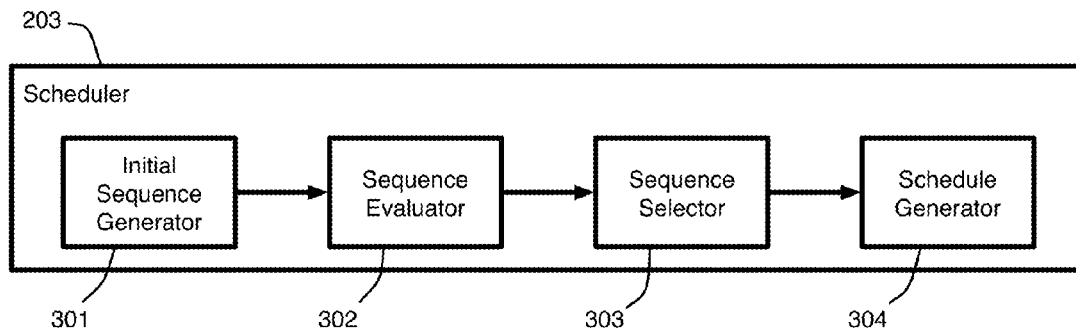 203
Scheduler
Initial
Sequence
Generator
Sequence
Evaluator
Sequence
Selector
Schedule
Generator
301
302
303
304